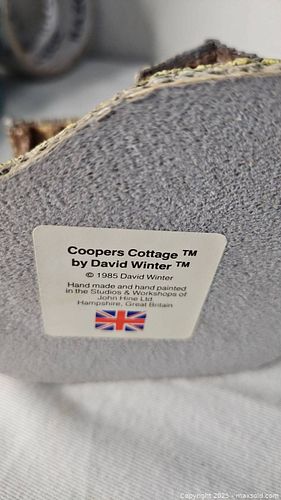 Coopers Cottage ™
by David Winter ™
© 1985 David Winter
Hand made and hand painted
in the Studios & Workshops of
John Hine Ltd
Hampshire, Great Britain
Copyright 2025 - maxsold.com